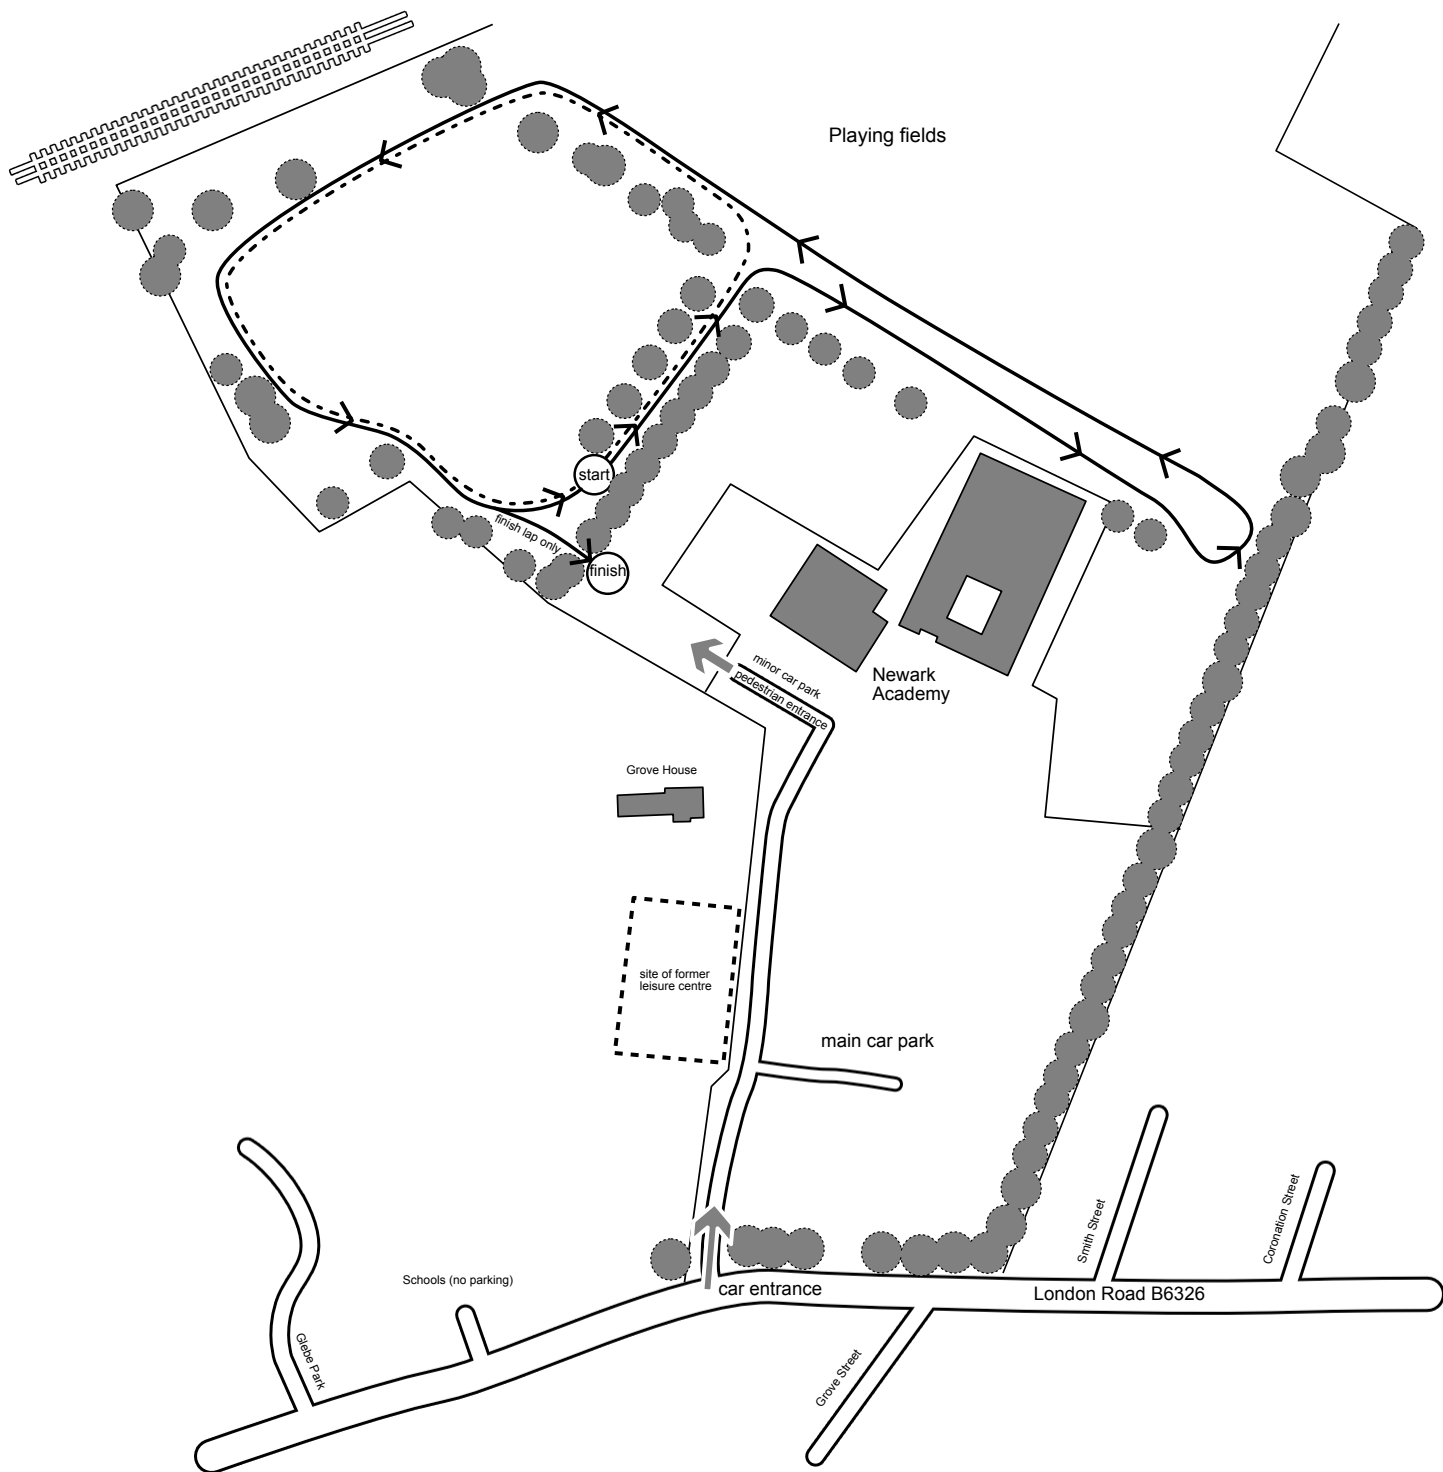 Playing fields
start
finish lap only
finish
minor car park
pedestrian entrance
Newark
Academy
Grove House
site of former
leisure centre
main car park
Smith Street
Coronation Street
Schools (no parking)
car entrance
London Road B6326
Glebe Park
Grove Street